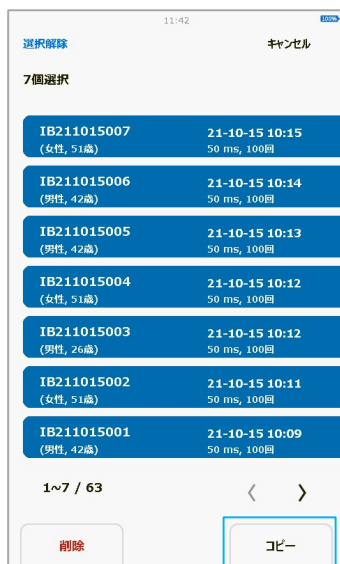 11:42
100%
選択解除 キャンセル
7個選択
IB211015007 21-10-15 10:15
(女性, 51歳) 50 ms, 100回
IB211015006 21-10-15 10:14
(男性, 42歳) 50 ms, 100回
IB211015005 21-10-15 10:13
(男性, 42歳) 50 ms, 100回
IB211015004 21-10-15 10:12
(女性, 51歳) 50 ms, 100回
IB211015003 21-10-15 10:12
(男性, 26歳) 50 ms, 100回
IB211015002 21-10-15 10:11
(女性, 51歳) 50 ms, 100回
IB211015001 21-10-15 10:09
(男性, 42歳) 50 ms, 100回
1~7 / 63
削除 コピー